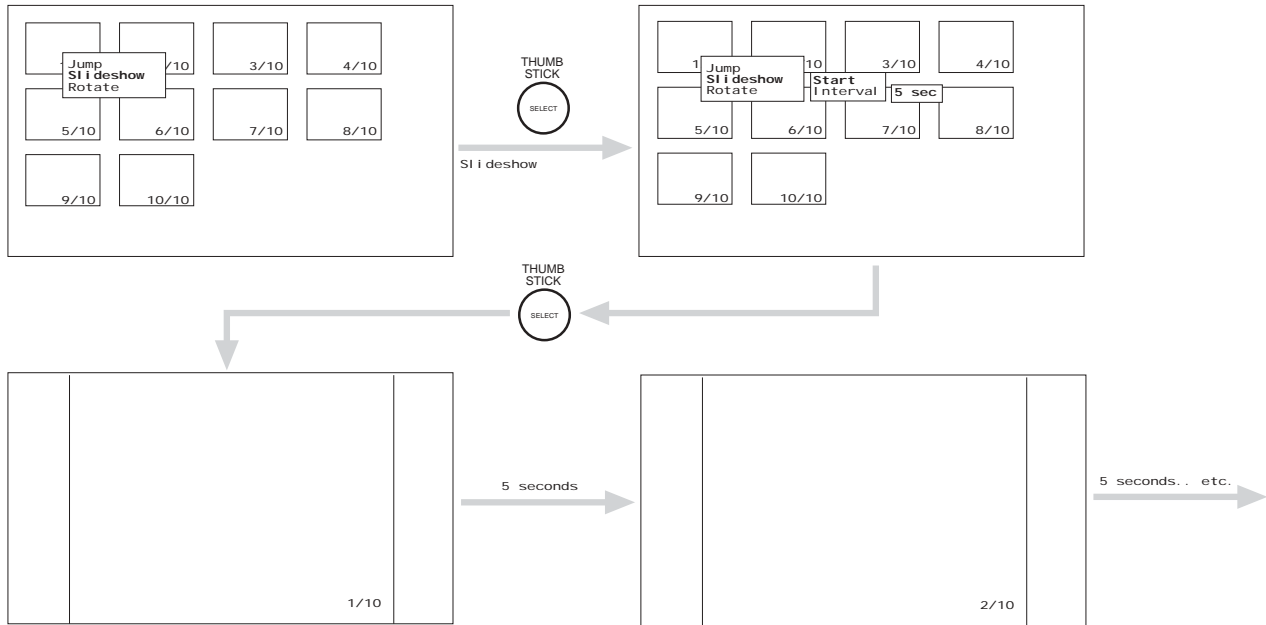 /10
3/10
4/10
Jump
Slideshow
Rotate
5/10
6/10
7/10
8/10
9/10
10/10
THUMB
STICK
SELECT
Slideshow
1
10
3/10
4/10
Jump
Slideshow
Rotate
Start
Interval
5 sec
5/10
6/10
7/10
8/10
9/10
10/10
THUMB
STICK
SELECT
1/10
5 seconds
2/10
5 seconds.. etc.